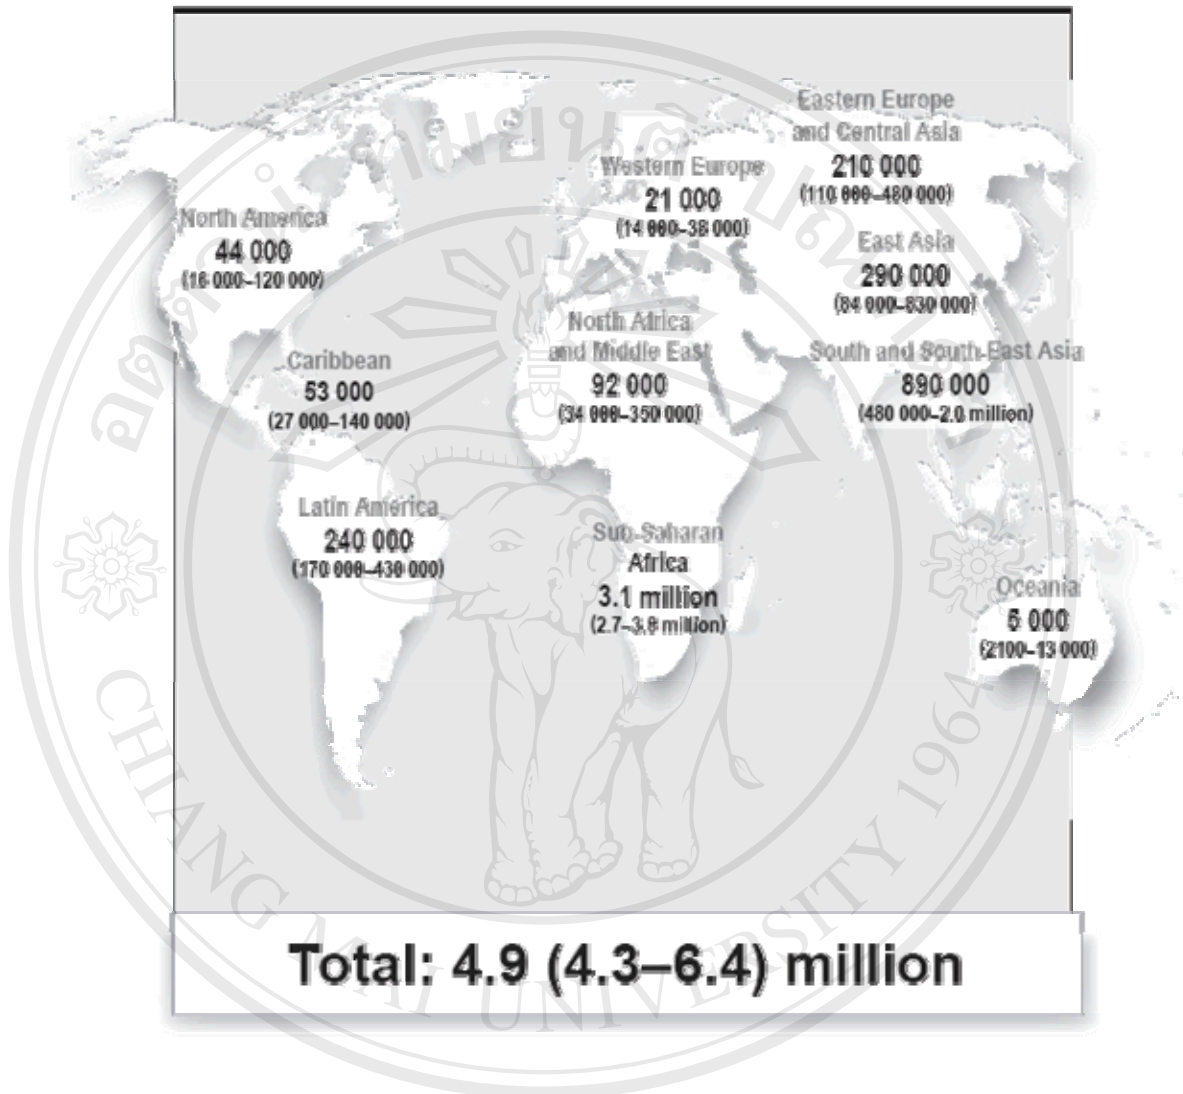 Eastern Europe
and Central Asia
210 000
(110 000–480 000)
Western Europe
21 000
(14 000–38 000)
North America
44 000
(16 000–120 000)
East Asia
290 000
(84 000–830 000)
North Africa
and Middle East
92 000
(34 000–350 000)
South and South-East Asia
890 000
(480 000–2.0 million)
Caribbean
53 000
(27 000–140 000)
Latin America
240 000
(170 000–430 000)
Sub-Saharan
Africa
3.1 million
(2.7–3.8 million)
Oceania
5 000
(2100–13 000)
Total: 4.9 (4.3–6.4) million
CHIANG MAI UNIVERSITY 1964